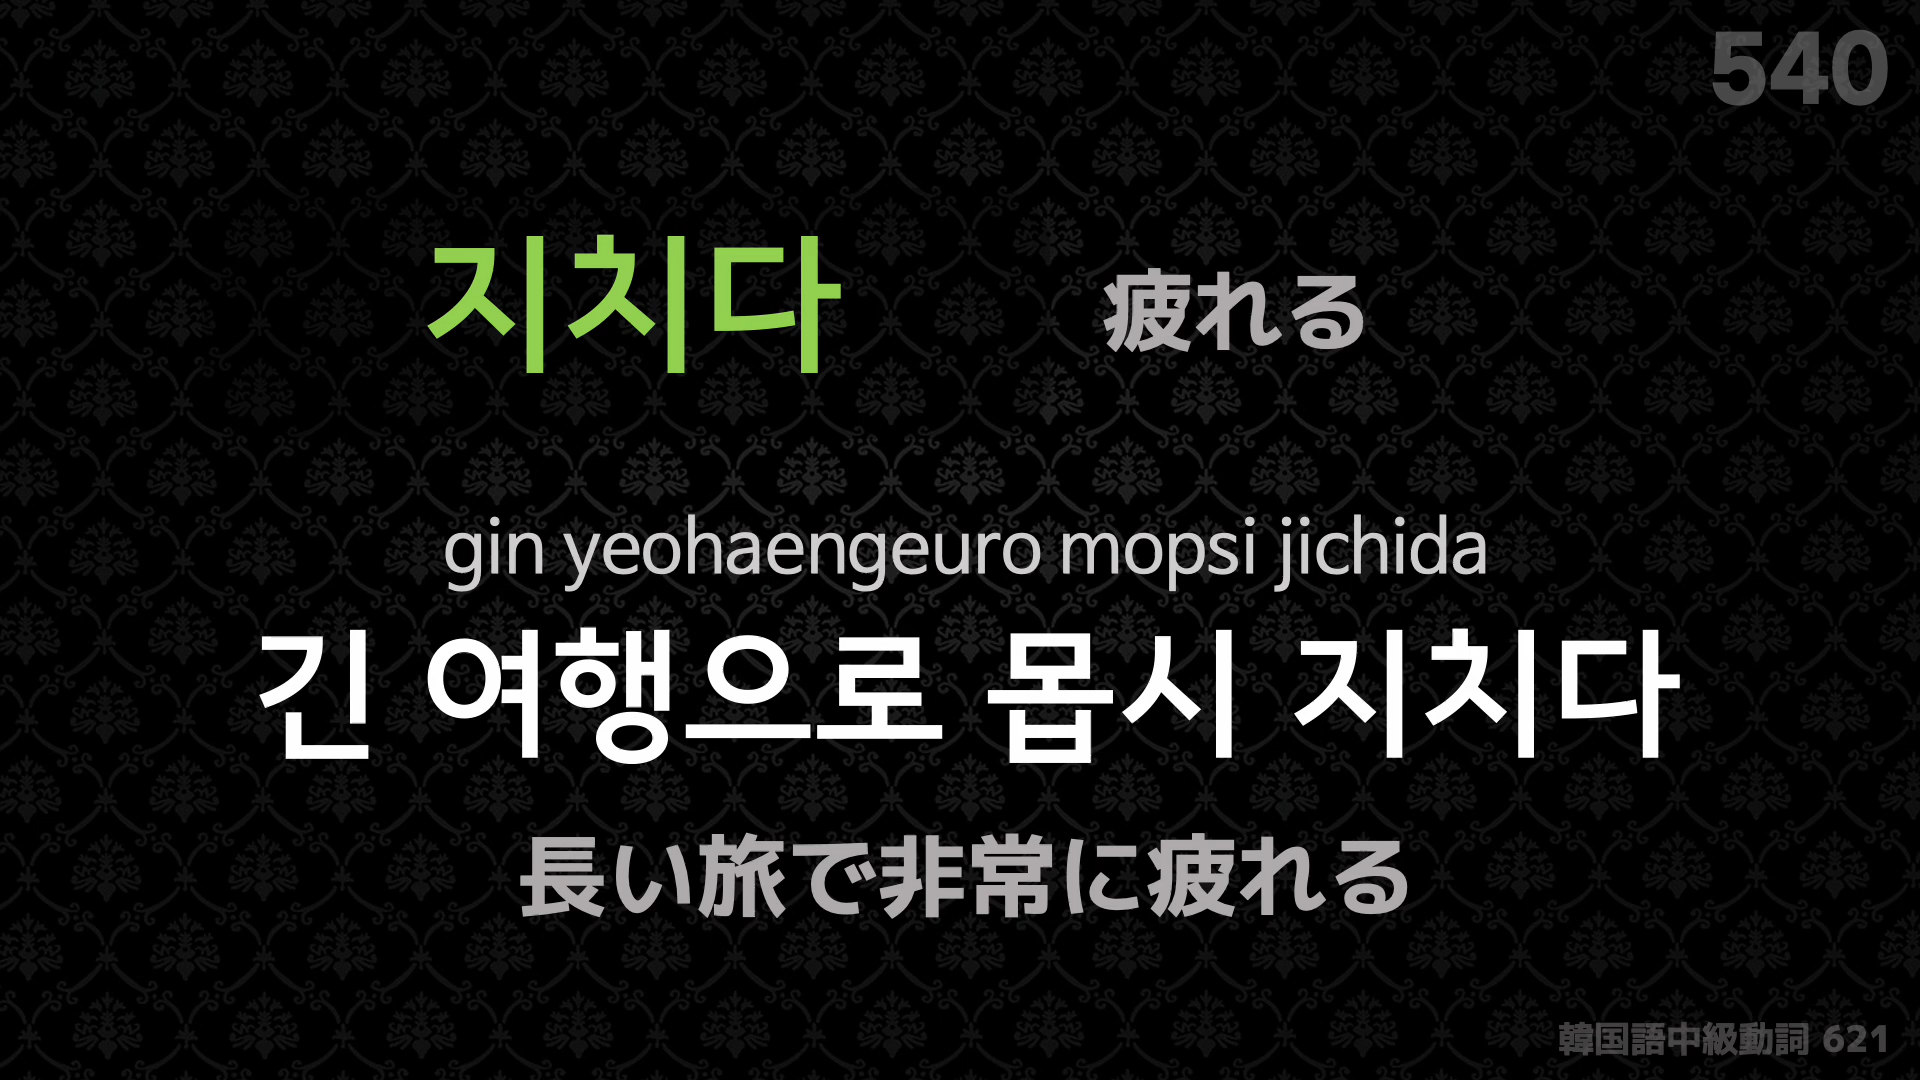 540
지치다 疲れる
gin yeohaengeuro mopsi jichida
긴 여행으로 몹시 지치다
長い旅で非常に疲れる
韓国語中級動詞 621